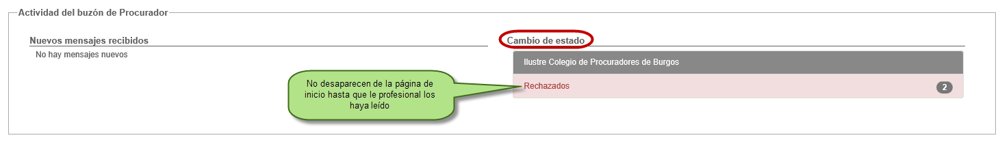 Actividad del buzón de Procurador
Nuevos mensajes recibidos
No hay mensajes nuevos
Cambio de estado
Ilustre Colegio de Procuradores de Burgos
Rechazados 2
No desaparecen de la página de
inicio hasta que le profesional los
haya leído